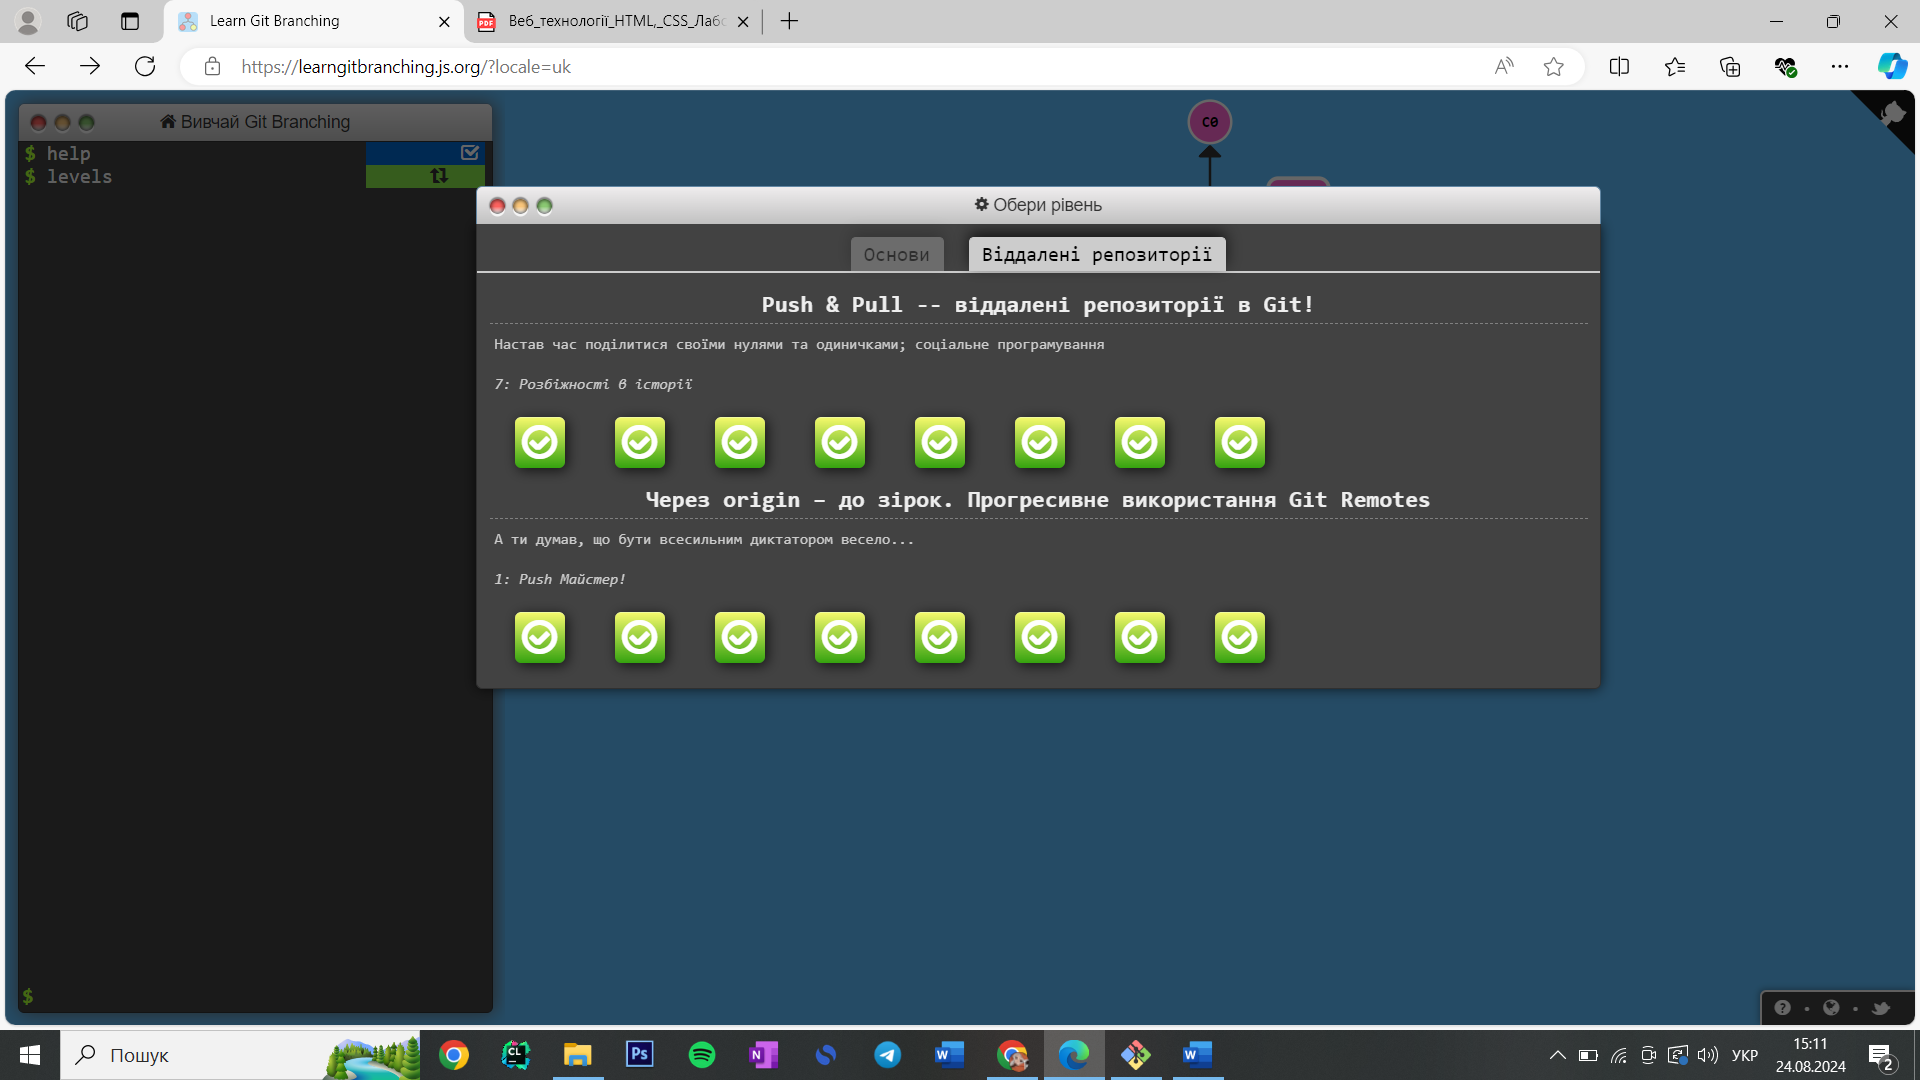 Learn Git Branching
Веб_технології_HTML,_CSS_Лабо
https://learngitbranching.js.org/?locale=uk
Вивчай Git Branching
$ help
$ levels
C0
Обери рівень
Основи
Віддалені репозиторії
Push & Pull -- віддалені репозиторії в Git!
Настав час поділитися своїми нулями та одиничками; соціальне програмування
7: Розбіжності в історії
Через origin – до зірок. Прогресивне використання Git Remotes
А ти думав, що бути всесильним диктатором весело...
1: Push Майстер!
$
Пошук
УКР
15:11
24.08.2024
2